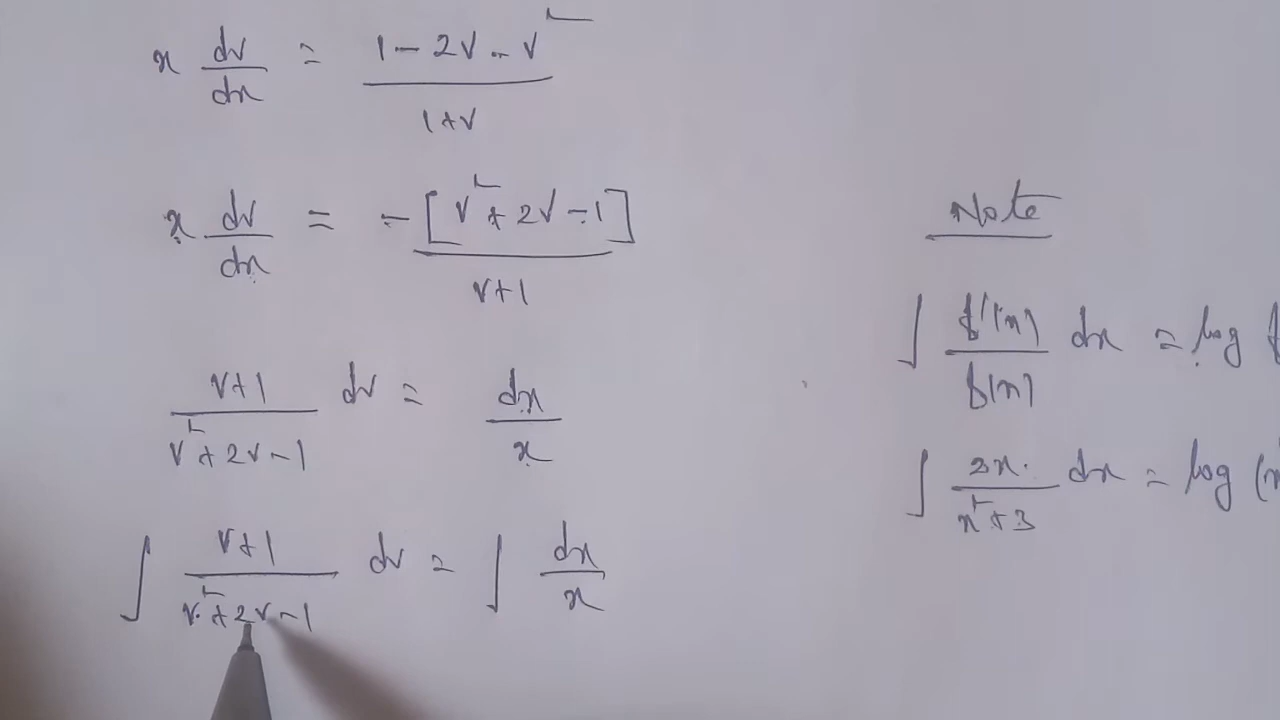 x dv/dx = (1 - 2v - v²)/(1+v)
x dv/dx = -[v² + 2v - 1]/(v+1)
(v+1)/(v² + 2v - 1) dv = dx/x
∫ (v+1)/(v² + 2v - 1) dv = ∫ dx/x
Note
∫ f'(x)/f(x) dx = log f
∫ 2x/(x² + 3) dx = log (x